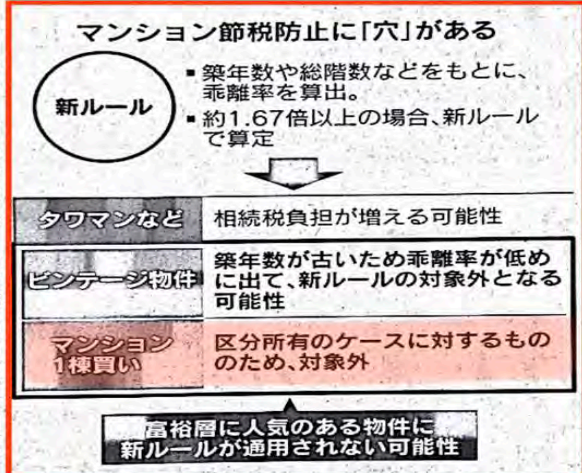 マンション節税防止に「穴」がある
新ルール
▪築年数や総階数などをもとに、
乖離率を算出。
▪約1.67倍以上の場合、新ルール
で算定
タワマンなど
相続税負担が増える可能性
ビンテージ物件
築年数が古いため乖離率が低め
に出て、新ルールの対象外となる
可能性
マンション
1棟買い
区分所有のケースに対するもの
のため、対象外
富裕層に人気のある物件に
新ルールが通用されない可能性